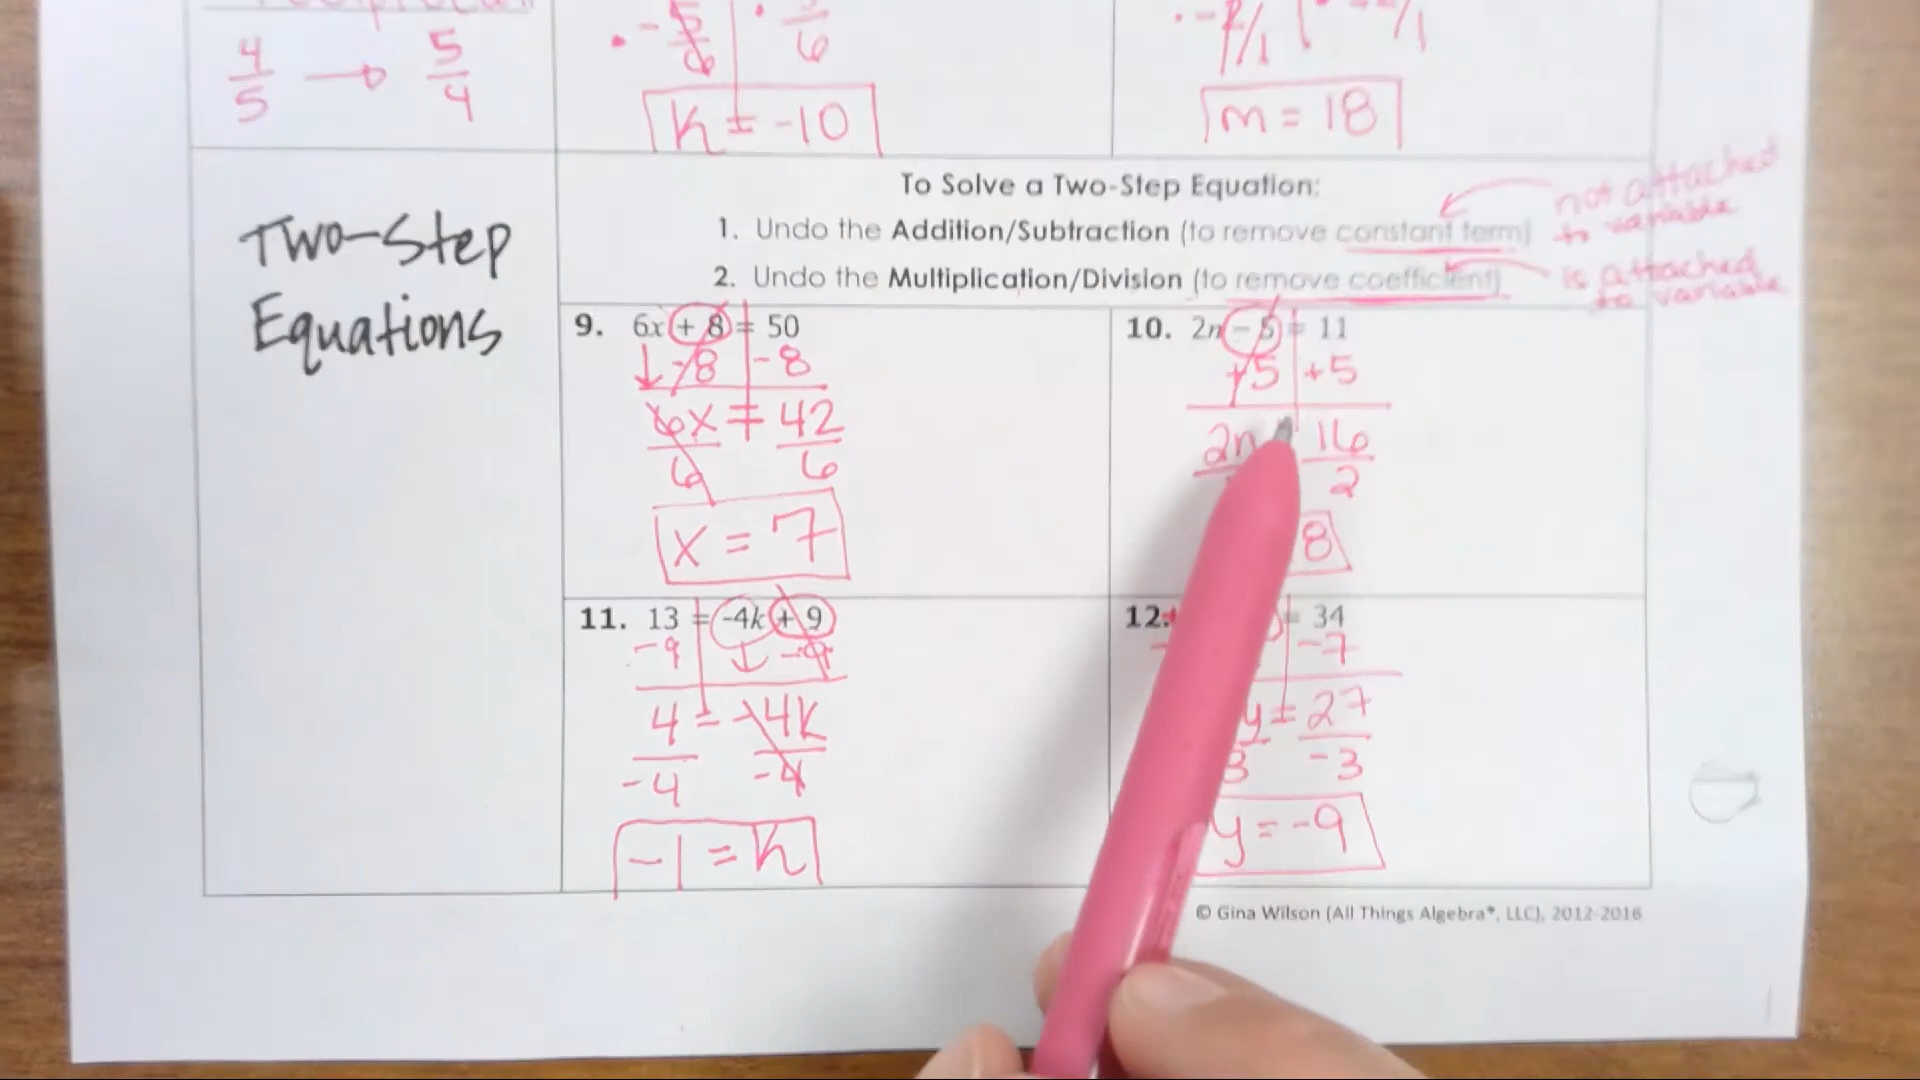 4/5 → 5/4
6
K = -10
m = 18
Two-Step
Equations
To Solve a Two-Step Equation:
1. Undo the Addition/Subtraction (to remove constant term)
not attached
to variable
2. Undo the Multiplication/Division (to remove coefficient)
is attached
to variable
9. 6x + 8 = 50
-8 -8
6x = 42
6 6
x = 7
10. 2n - 5 = 11
+5 +5
2n 16
2
8
11. 13 = -4k + 9
-9 -9
4 = -4k
-4 -4
-1 = k
12. = 34
-7
y = 27
3 -3
y = -9
© Gina Wilson (All Things Algebra®, LLC), 2012-2016